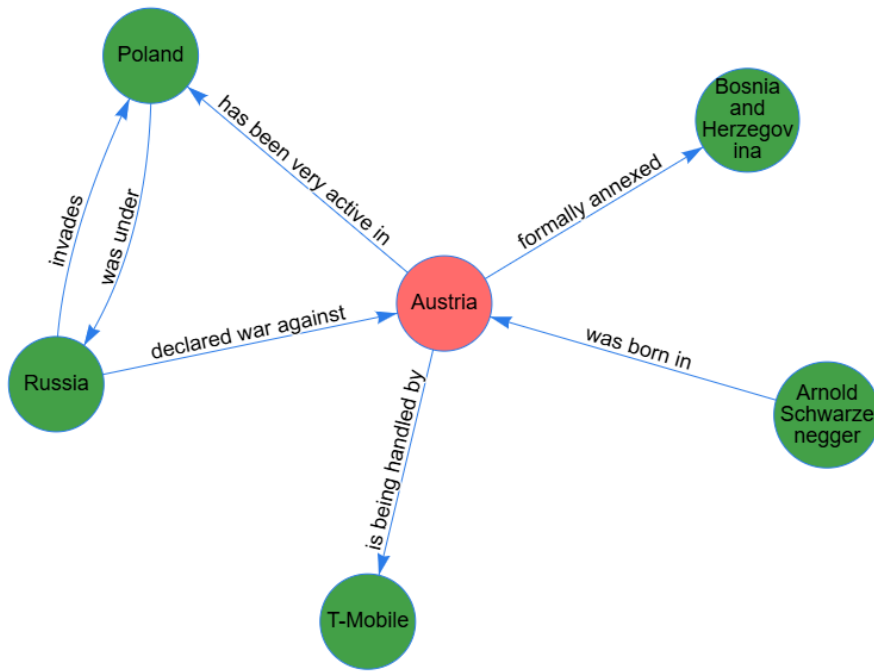 Poland
Bosnia
and
Herzegov
ina
has been very active in
formally annexed
invades
was under
Austria
declared war against
was born in
Russia
is being handled by
Arnold
Schwarze
negger
T-Mobile